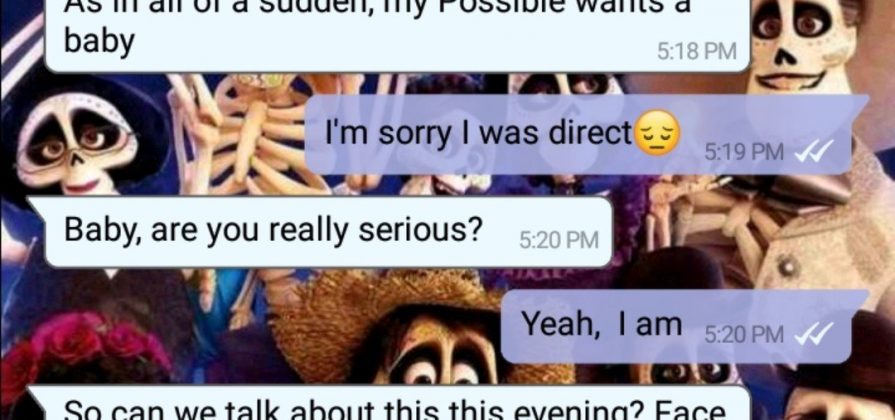 As in all of a sudden, my Possible wants a
baby
5:18 PM
I'm sorry I was direct😔 5:19 PM
Baby, are you really serious? 5:20 PM
Yeah, I am 5:20 PM
So can we talk about this this evening? Face